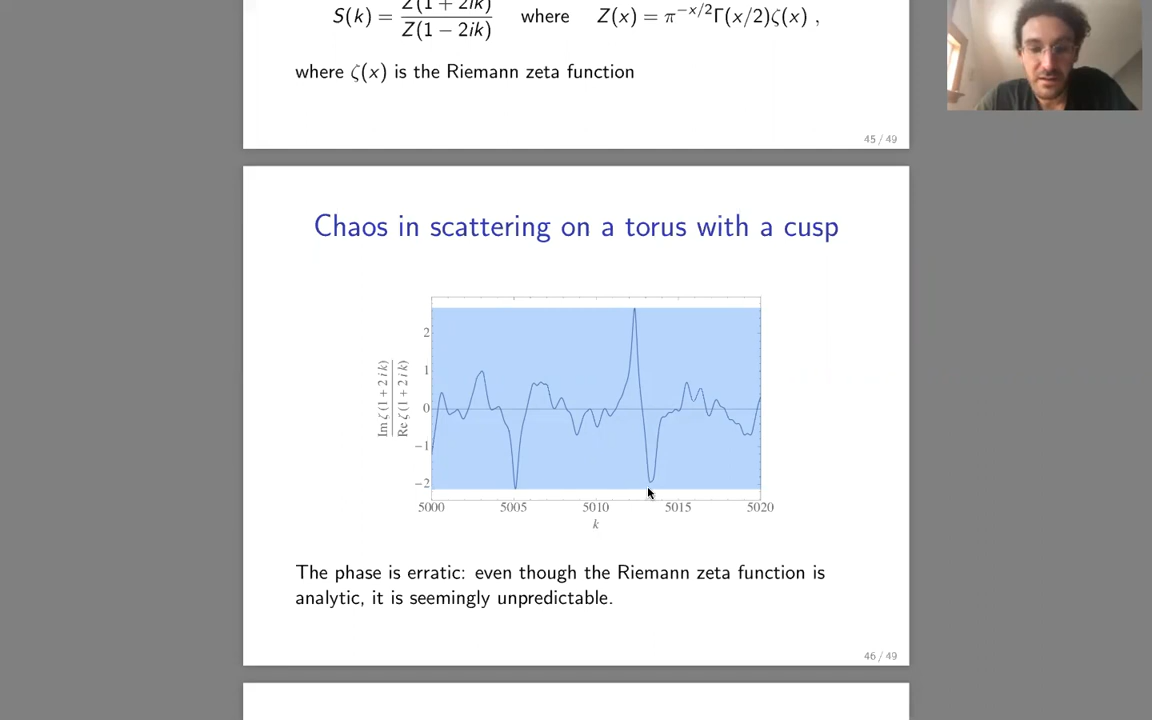 S(k) = Z(1 + 2ik) / Z(1 − 2ik) where Z(x) = π^{−x/2}Γ(x/2)ζ(x) ,
where ζ(x) is the Riemann zeta function
45 / 49
Chaos in scattering on a torus with a cusp
Im ζ (1 + 2 i k)
Re ζ (1 + 2 i k)
2
1
0
−1
−2
5000 5005 5010 5015 5020
k
The phase is erratic: even though the Riemann zeta function is
analytic, it is seemingly unpredictable.
46 / 49